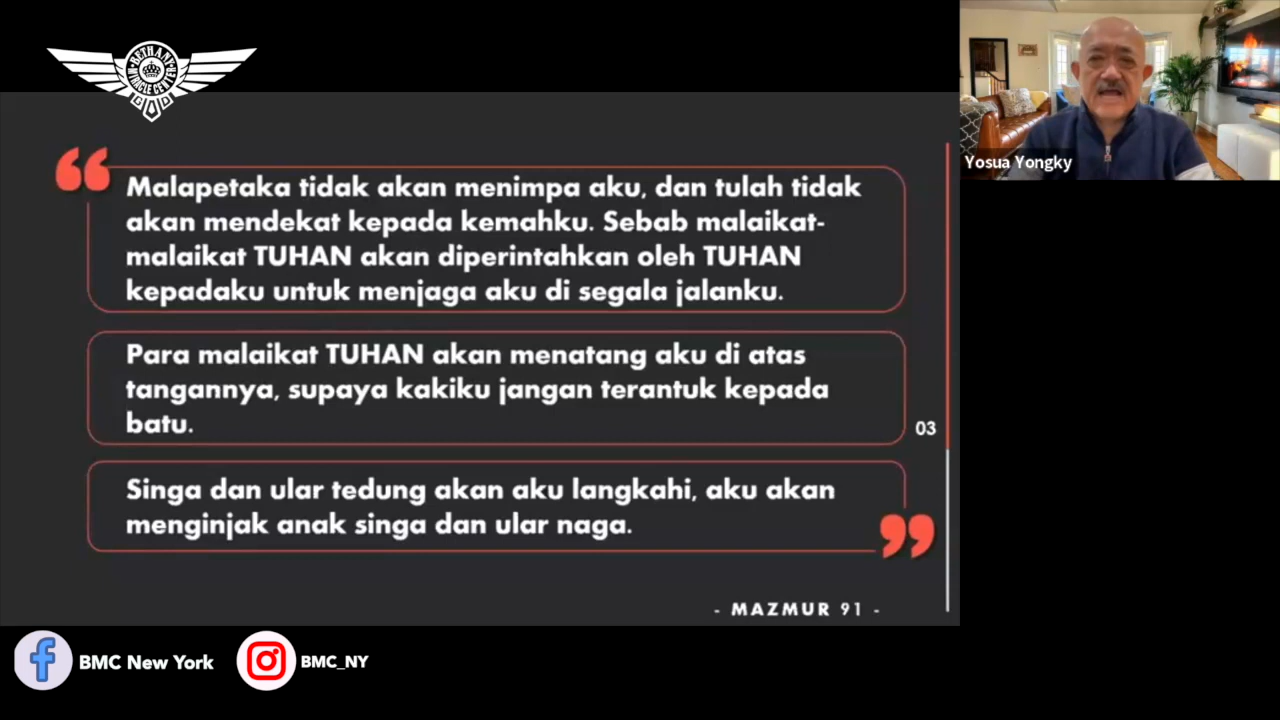 BETHANY
MIRACLE CENTER
Yosua Yongky
Malapetaka tidak akan menimpa aku, dan tulah tidak
akan mendekat kepada kemahku. Sebab malaikat-
malaikat TUHAN akan diperintahkan oleh TUHAN
kepadaku untuk menjaga aku di segala jalanku.
Para malaikat TUHAN akan menatang aku di atas
tangannya, supaya kakiku jangan terantuk kepada
batu.
03
Singa dan ular tedung akan aku langkahi, aku akan
menginjak anak singa dan ular naga.
- MAZMUR 91 -
BMC New York
BMC_NY